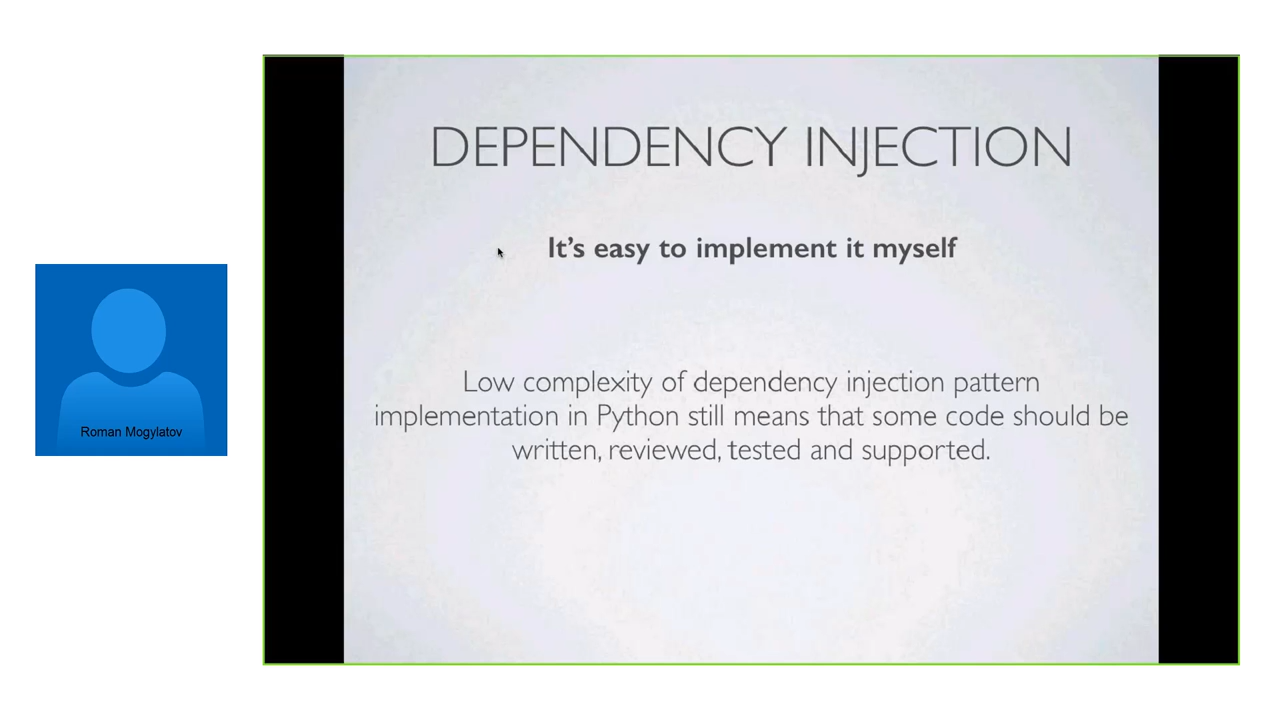 DEPENDENCY INJECTION
It's easy to implement it myself
Low complexity of dependency injection pattern
implementation in Python still means that some code should be
written, reviewed, tested and supported.
Roman Mogylatov